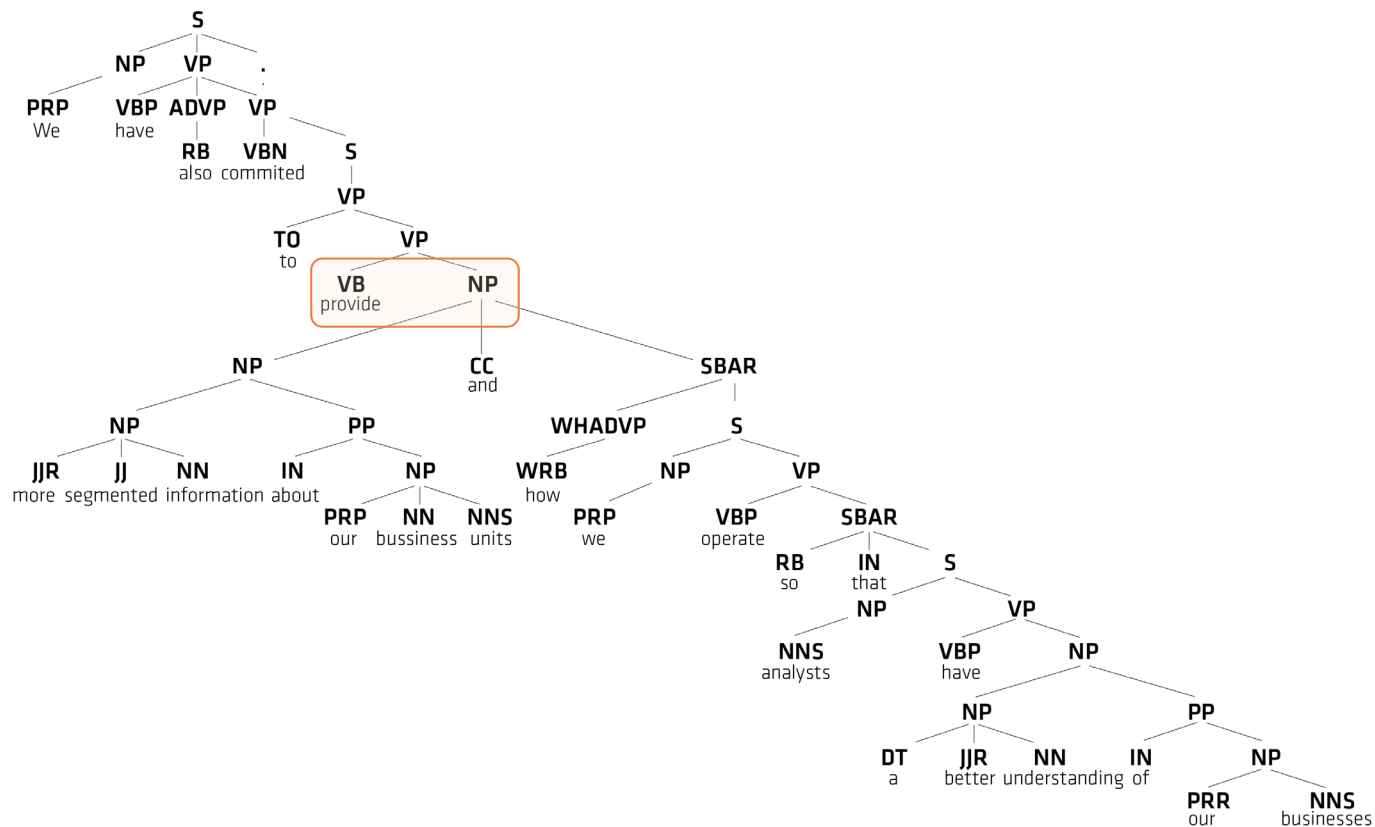 S
NP VP .
PRP VBP ADVP VP .
We have
RB VBN S
also commited
VP
TO VP
to
VB NP
provide
NP CC SBAR
and
NP PP WHADVP S
JJR JJ NN IN NP WRB NP VP
more segmented information about how
PRP NN NNS PRP VBP SBAR
our bussiness units we operate
RB IN S
so that
NP VP
NNS VBP NP
analysts have
NP PP
DT JJR NN IN NP
a better understanding of
PRR NNS
our businesses